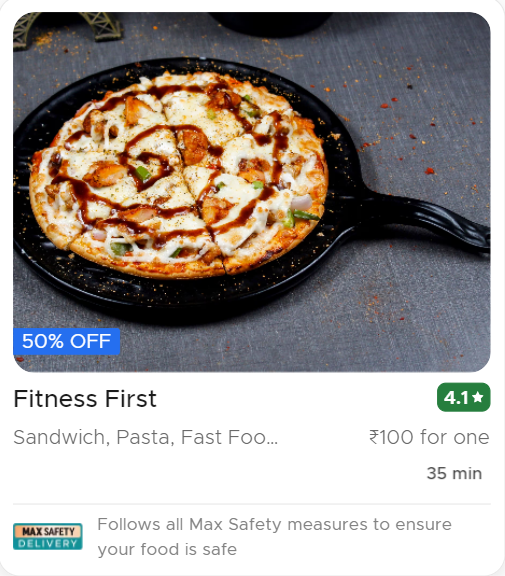 50% OFF
Fitness First
4.1★
Sandwich, Pasta, Fast Foo...
₹100 for one
35 min
MAX SAFETY
DELIVERY
Follows all Max Safety measures to ensure
your food is safe